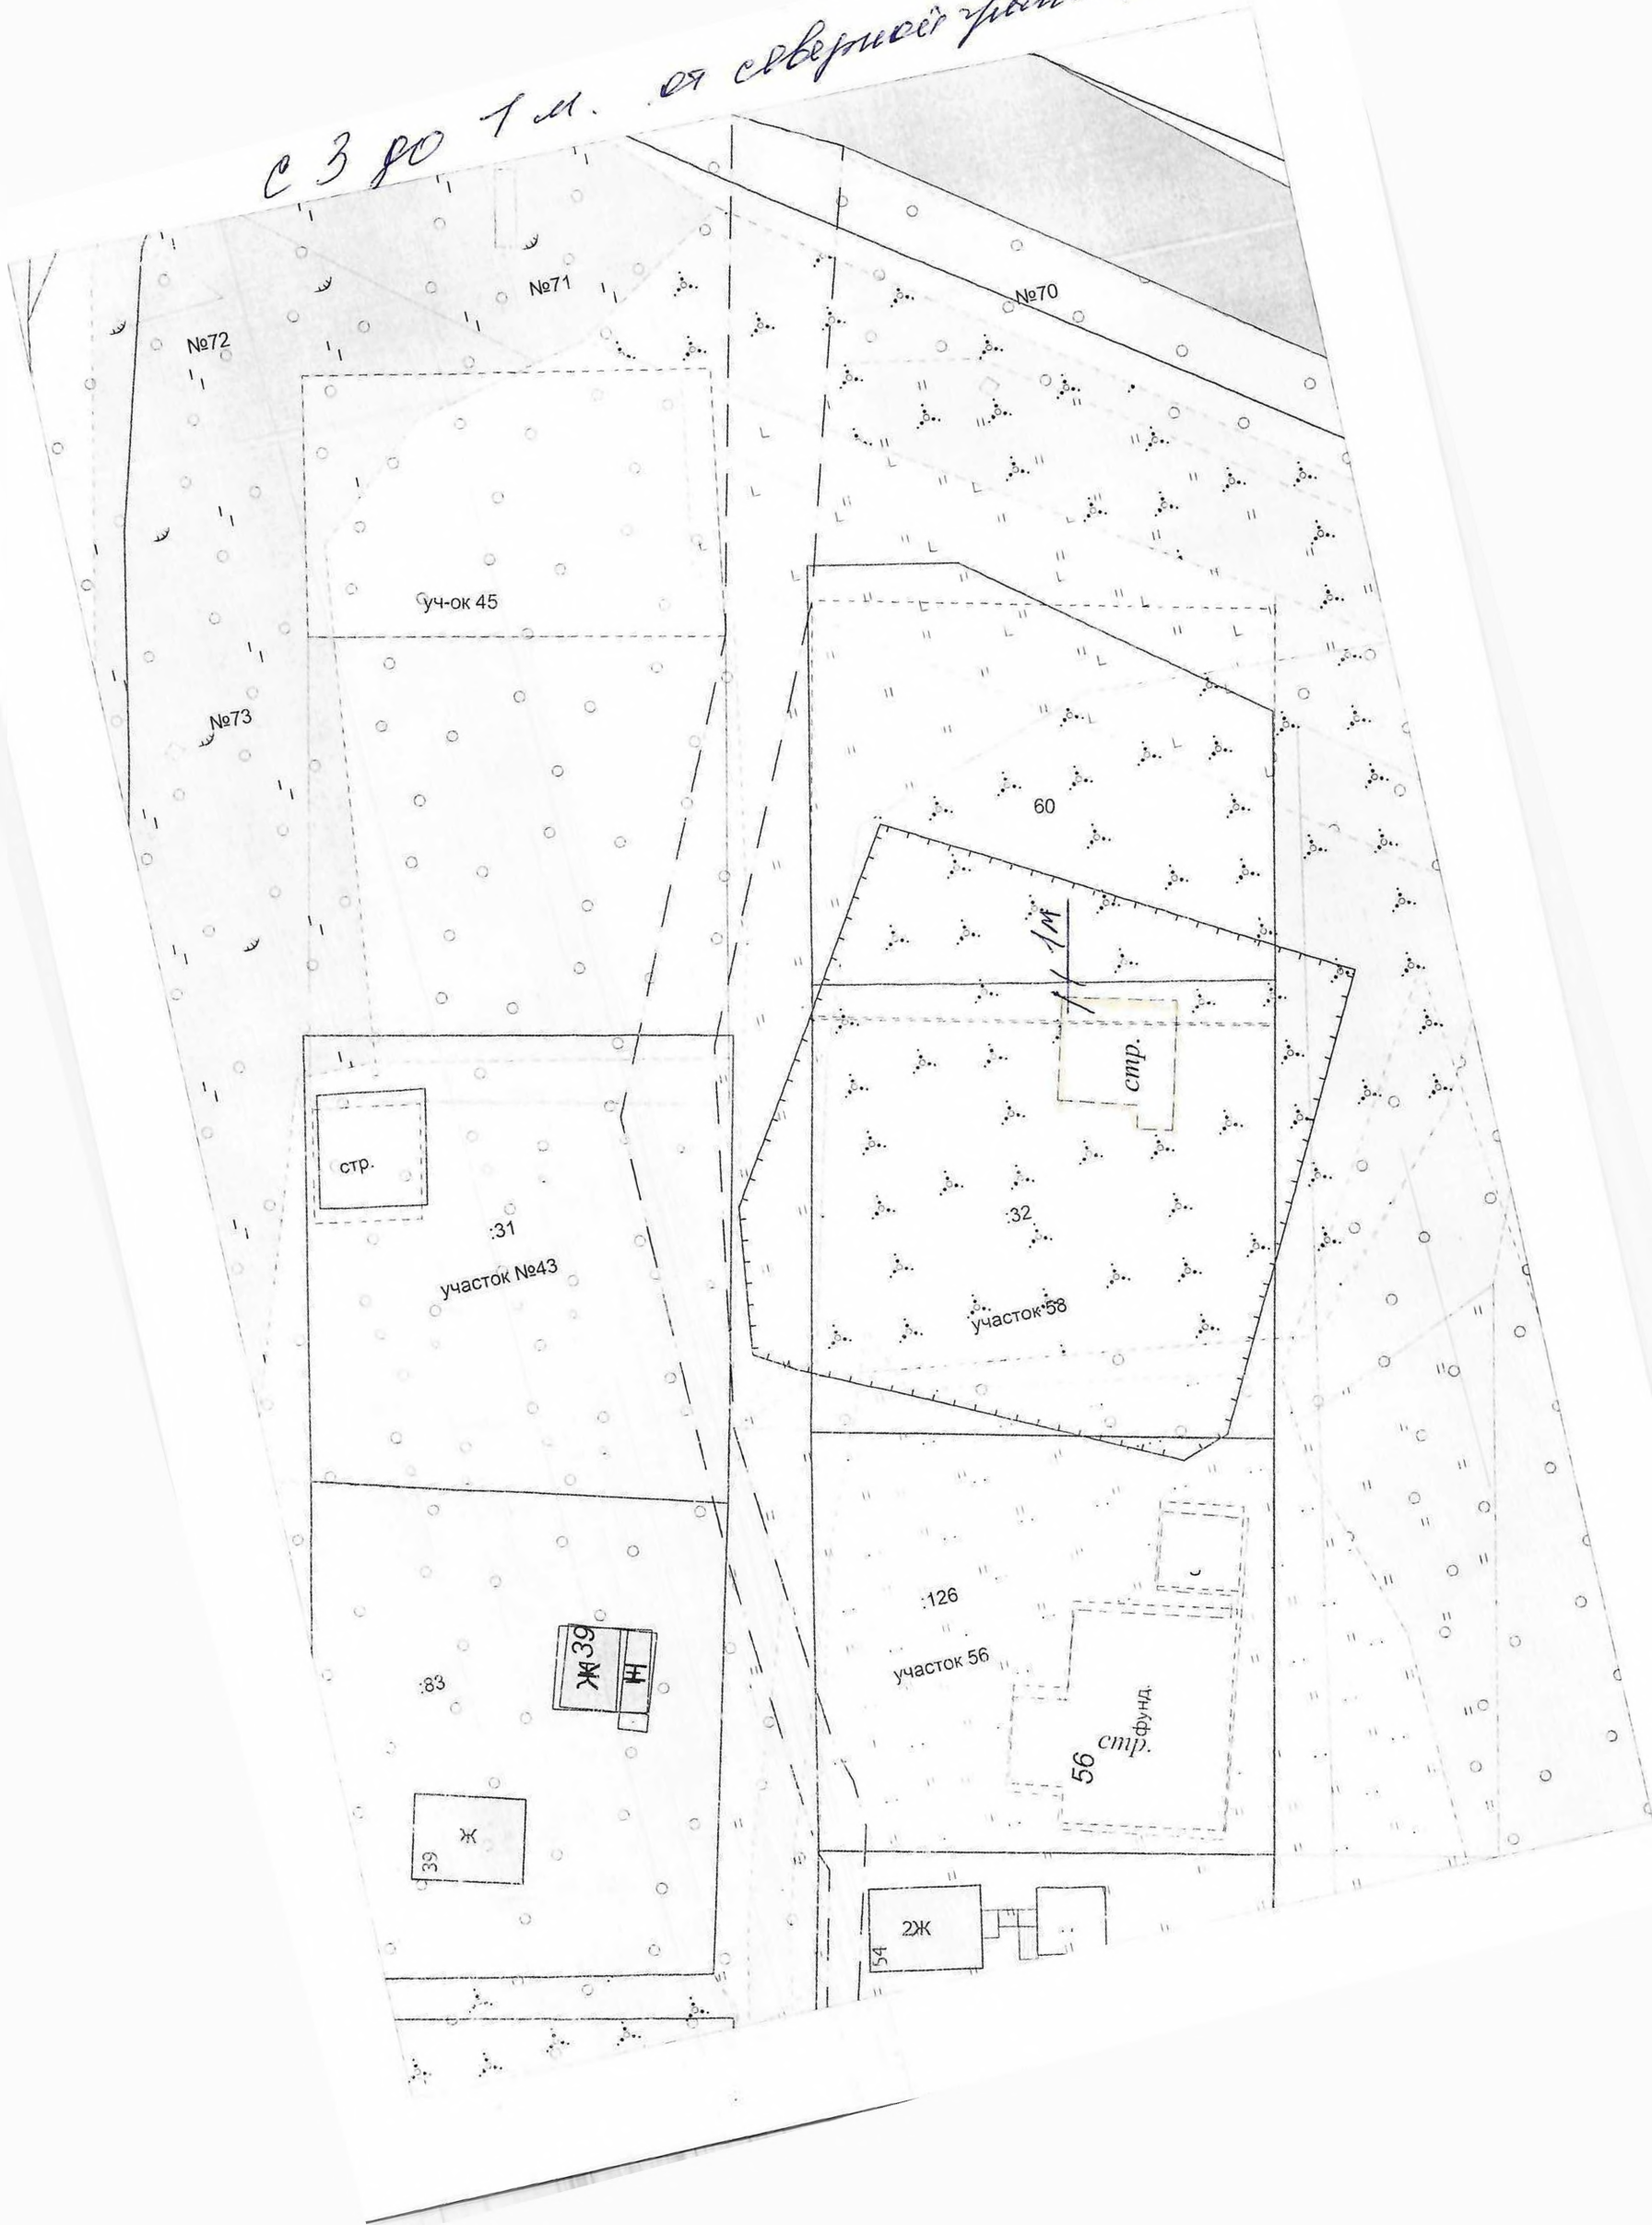 с 3 до 1 м. от северной
№71
№70
№72
уч-ок 45
№73
60
1м
стр.
стр.
:31
:32
участок №43
участок 58
:126
участок 56
Ж39
Н
:83
фунд.
стр.
56
Ж
39
2Ж
54